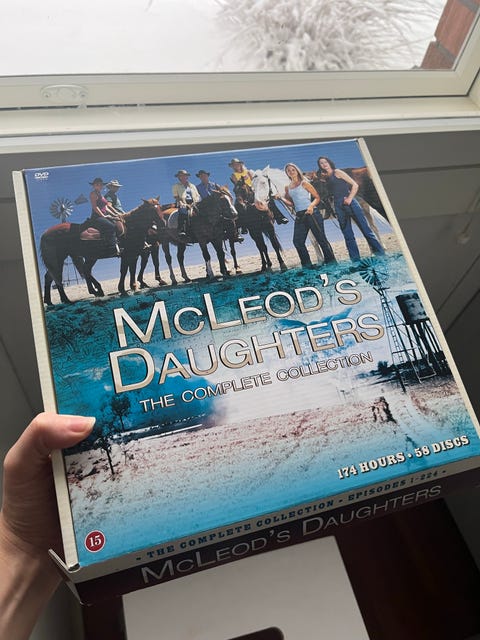 DVD
McLEOD'S
DAUGHTERS
THE COMPLETE COLLECTION
174 HOURS • 58 DISCS
15
- THE COMPLETE COLLECTION - EPISODES 1-224 -
McLEOD'S DAUGHTERS